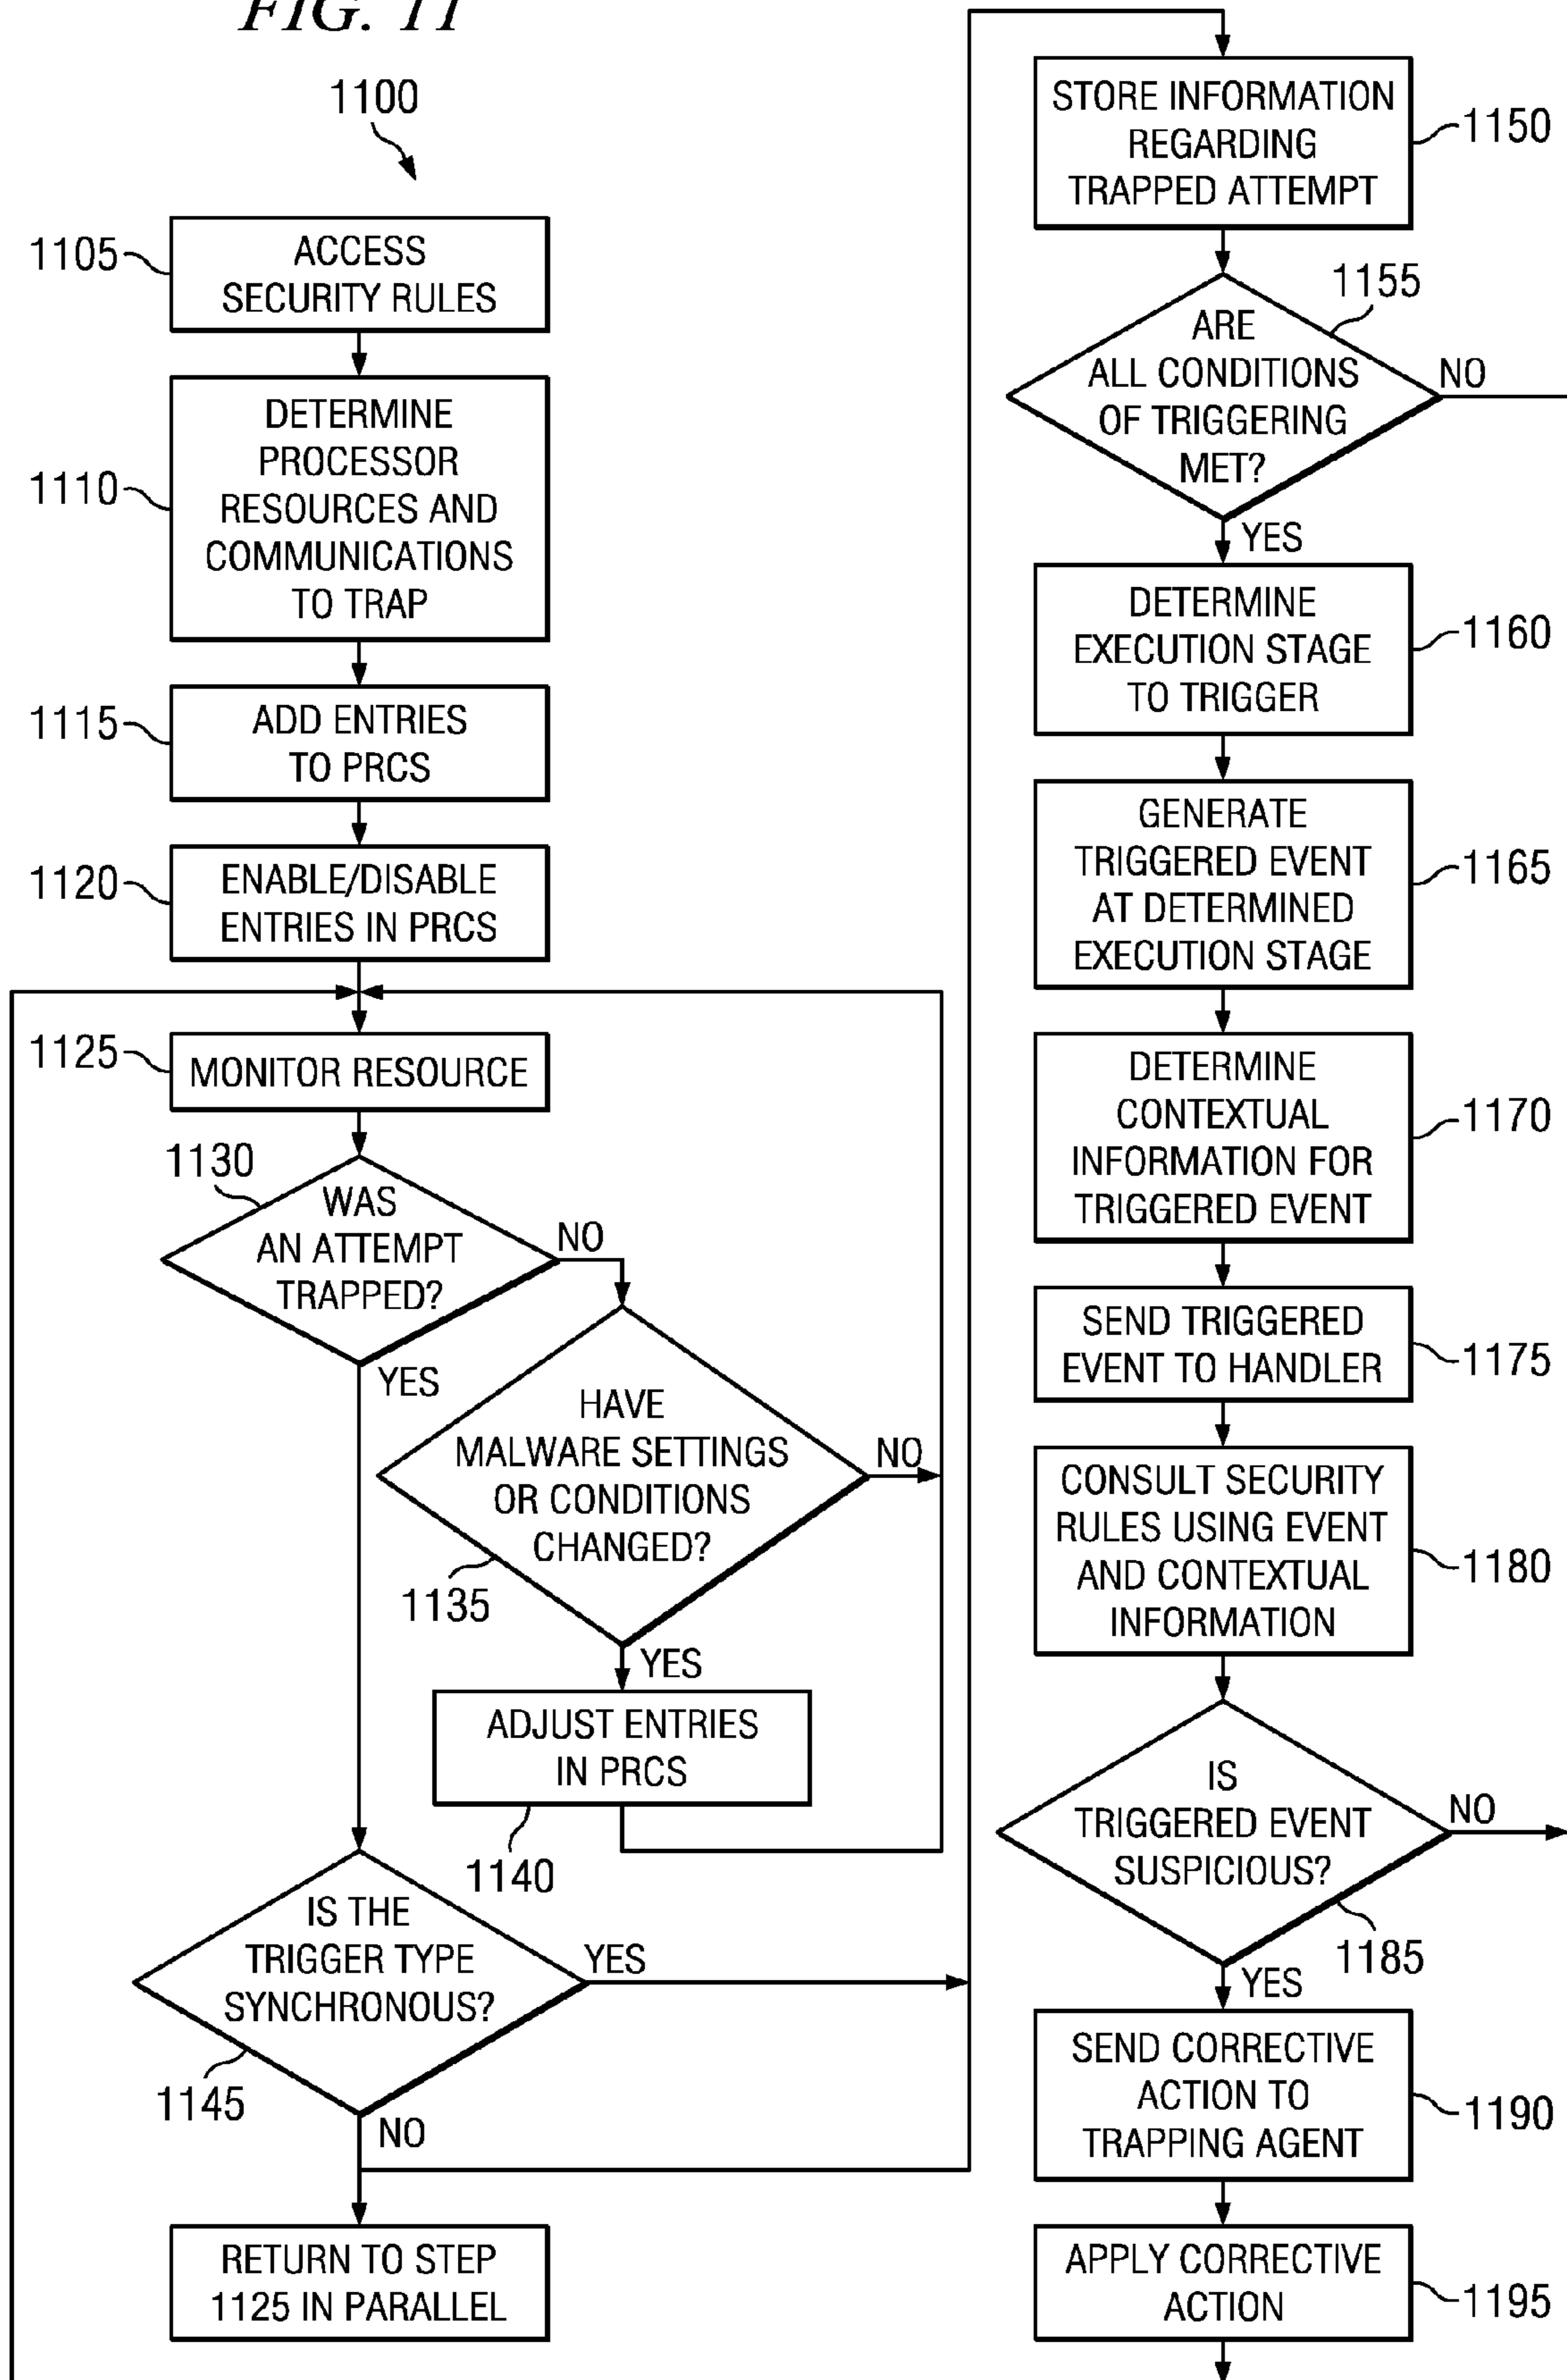 FIG. 11
1100
1105
ACCESS
SECURITY RULES
1110
DETERMINE
PROCESSOR
RESOURCES AND
COMMUNICATIONS
TO TRAP
1115
ADD ENTRIES
TO PRCS
1120
ENABLE/DISABLE
ENTRIES IN PRCS
1125
MONITOR RESOURCE
1130
WAS
AN ATTEMPT
TRAPPED?
NO
YES
HAVE
MALWARE SETTINGS
OR CONDITIONS
CHANGED?
NO
1135
YES
ADJUST ENTRIES
IN PRCS
1140
IS THE
TRIGGER TYPE
SYNCHRONOUS?
YES
1145
NO
RETURN TO STEP
1125 IN PARALLEL
STORE INFORMATION
REGARDING
TRAPPED ATTEMPT
1150
1155
ARE
ALL CONDITIONS
OF TRIGGERING
MET?
NO
YES
DETERMINE
EXECUTION STAGE
TO TRIGGER
1160
GENERATE
TRIGGERED EVENT
AT DETERMINED
EXECUTION STAGE
1165
DETERMINE
CONTEXTUAL
INFORMATION FOR
TRIGGERED EVENT
1170
SEND TRIGGERED
EVENT TO HANDLER
1175
CONSULT SECURITY
RULES USING EVENT
AND CONTEXTUAL
INFORMATION
1180
IS
TRIGGERED EVENT
SUSPICIOUS?
NO
1185
YES
SEND CORRECTIVE
ACTION TO
TRAPPING AGENT
1190
APPLY CORRECTIVE
ACTION
1195